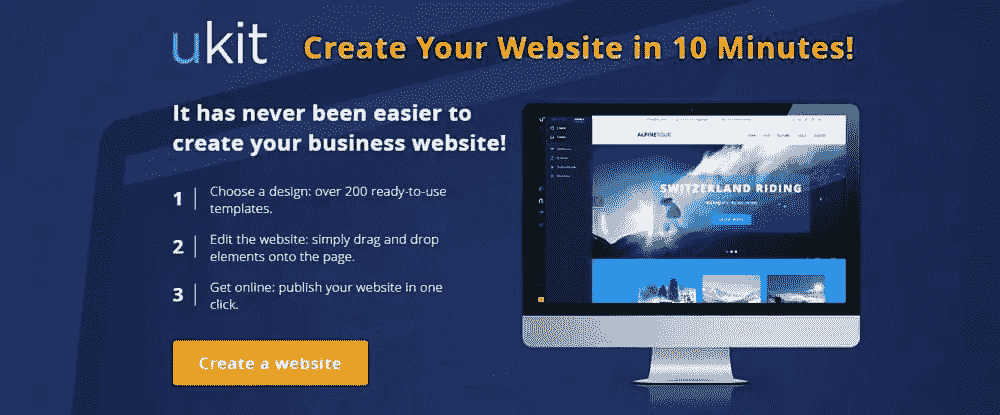 ukit
Create Your Website in 10 Minutes!
It has never been easier to
create your business website!
1
Choose a design: over 200 ready-to-use
templates.
2
Edit the website: simply drag and drop
elements onto the page.
3
Get online: publish your website in one
click.
Create a website
SWITZERLAND RIDING